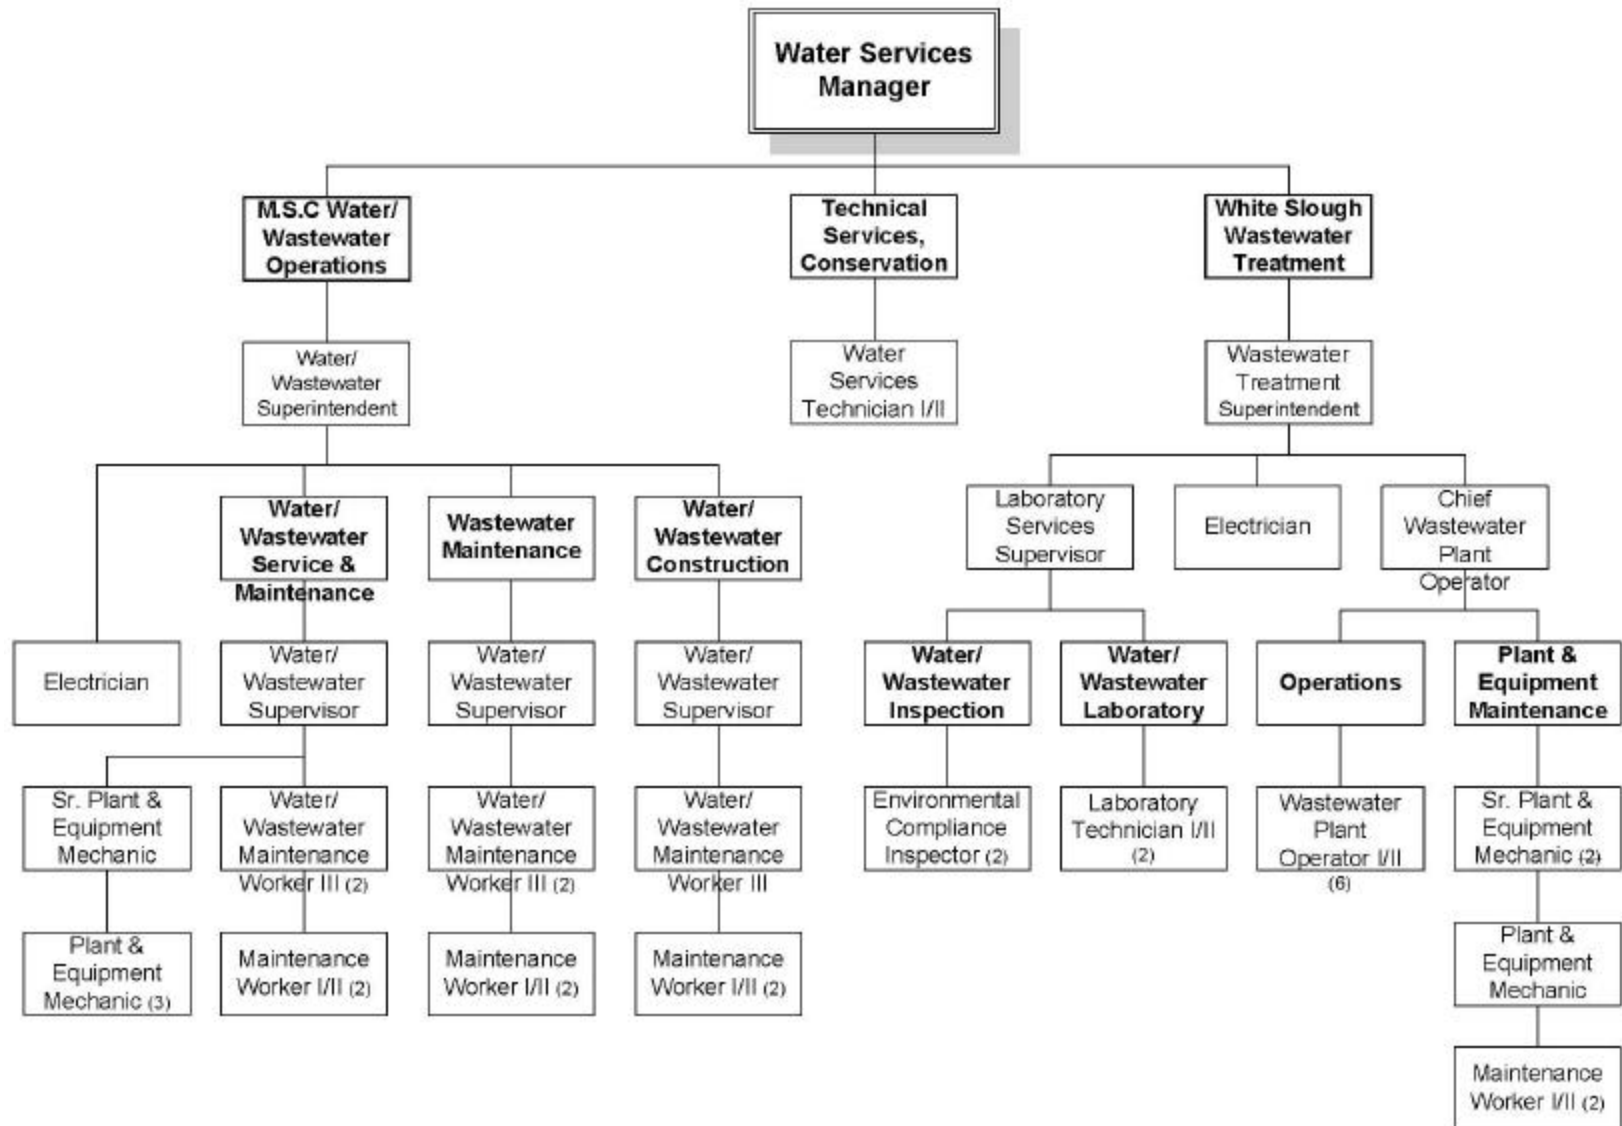 Water Services
Manager
M.S.C Water/
Wastewater
Operations
Technical
Services,
Conservation
White Slough
Wastewater
Treatment
Water/
Wastewater
Superintendent
Water
Services
Technician I/II
Wastewater
Treatment
Superintendent
Water/
Wastewater
Service &
Maintenance
Wastewater
Maintenance
Water/
Wastewater
Construction
Laboratory
Services
Supervisor
Electrician
Chief
Wastewater
Plant
Operator
Electrician
Water/
Wastewater
Supervisor
Water/
Wastewater
Supervisor
Water/
Wastewater
Supervisor
Water/
Wastewater
Inspection
Water/
Wastewater
Laboratory
Operations
Plant &
Equipment
Maintenance
Sr. Plant &
Equipment
Mechanic
Water/
Wastewater
Maintenance
Worker III (2)
Water/
Wastewater
Maintenance
Worker III (2)
Water/
Wastewater
Maintenance
Worker III
Environmental
Compliance
Inspector (2)
Laboratory
Technician I/II
(2)
Wastewater
Plant
Operator I/II
(6)
Sr. Plant &
Equipment
Mechanic (2)
Plant &
Equipment
Mechanic (3)
Maintenance
Worker I/II (2)
Maintenance
Worker I/II (2)
Maintenance
Worker I/II (2)
Plant &
Equipment
Mechanic
Maintenance
Worker I/II (2)